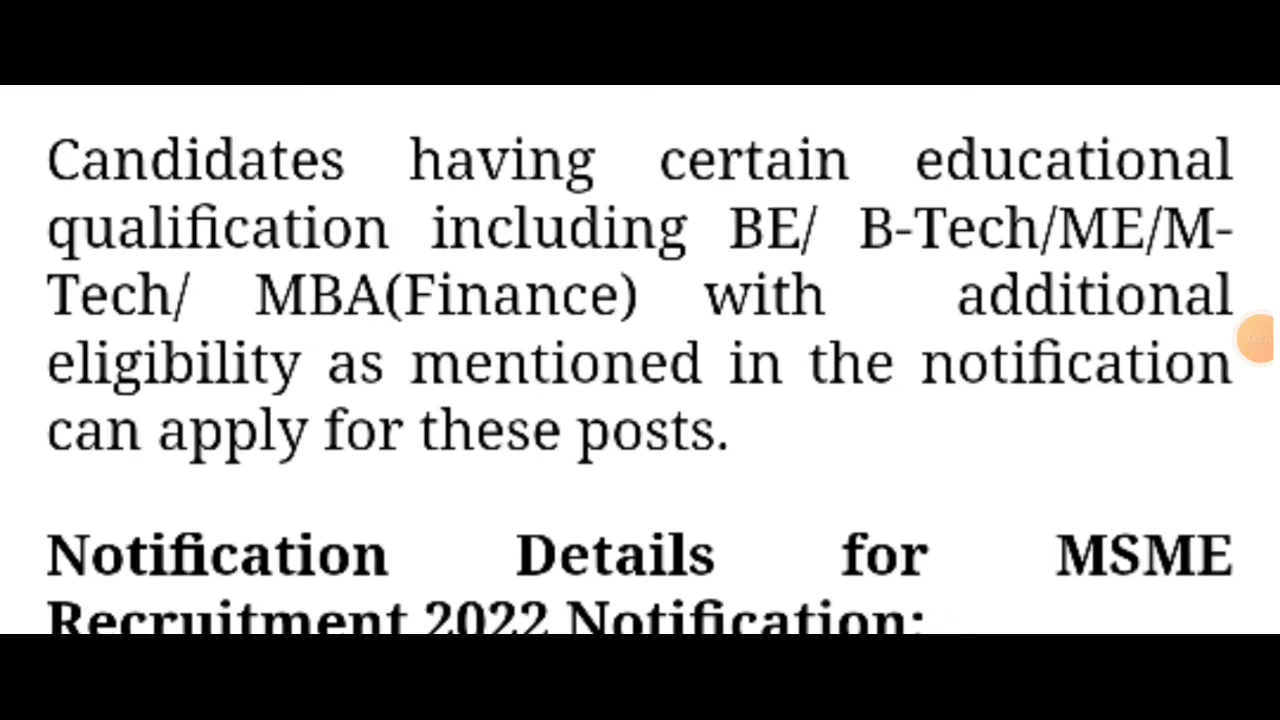 Candidates having certain educational
qualification including BE/ B-Tech/ME/M-
Tech/ MBA(Finance) with additional
eligibility as mentioned in the notification
can apply for these posts.
Notification Details for MSME
Recruitment 2022 Notification: